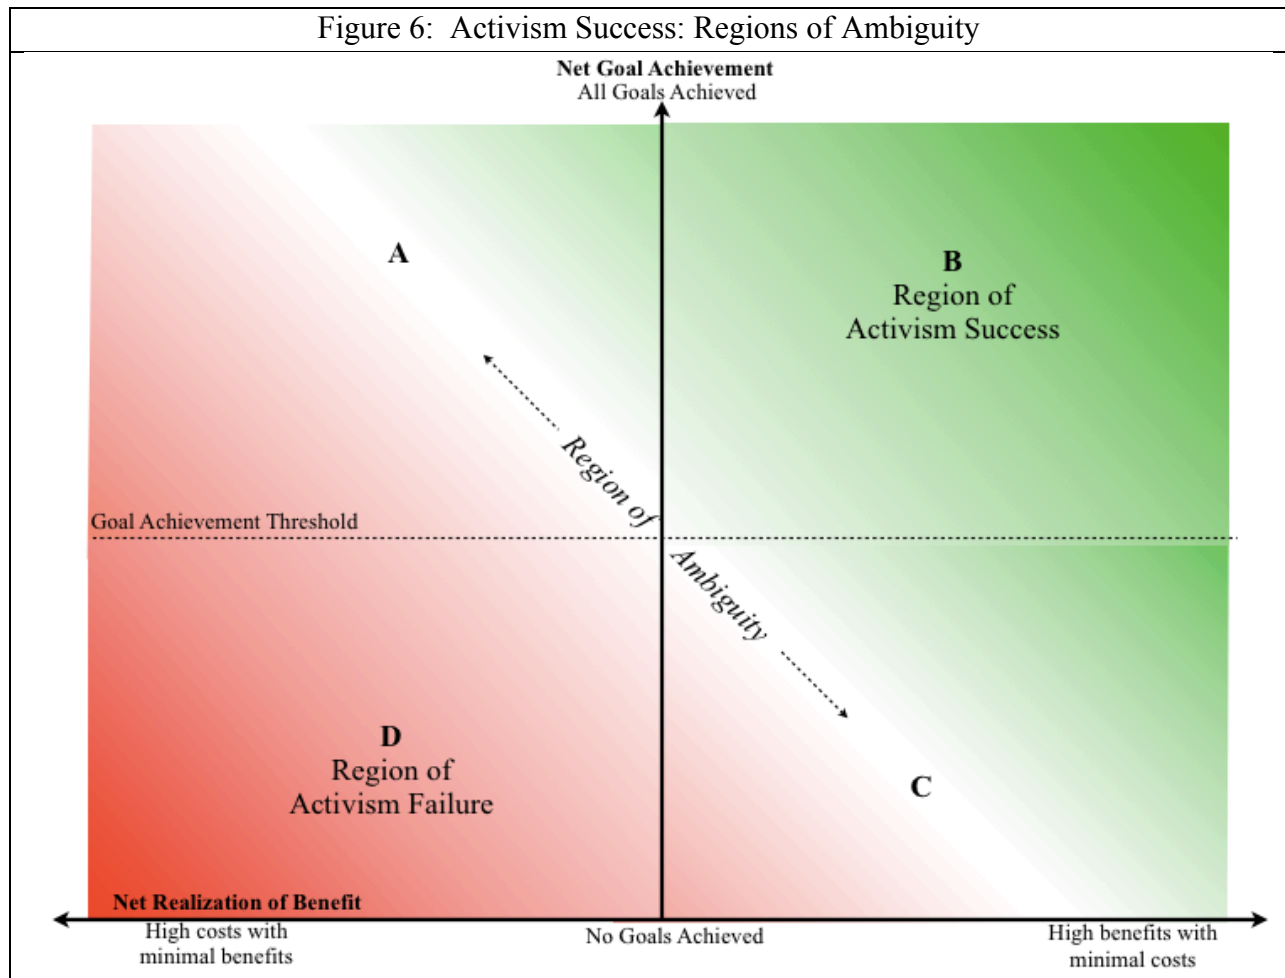 Figure 6:  Activism Success: Regions of Ambiguity
Net Goal Achievement
All Goals Achieved
A
B
Region of
Activism Success
Region of
Goal Achievement Threshold
Ambiguity
D
Region of
Activism Failure
C
Net Realization of Benefit
High costs with
minimal benefits
No Goals Achieved
High benefits with
minimal costs